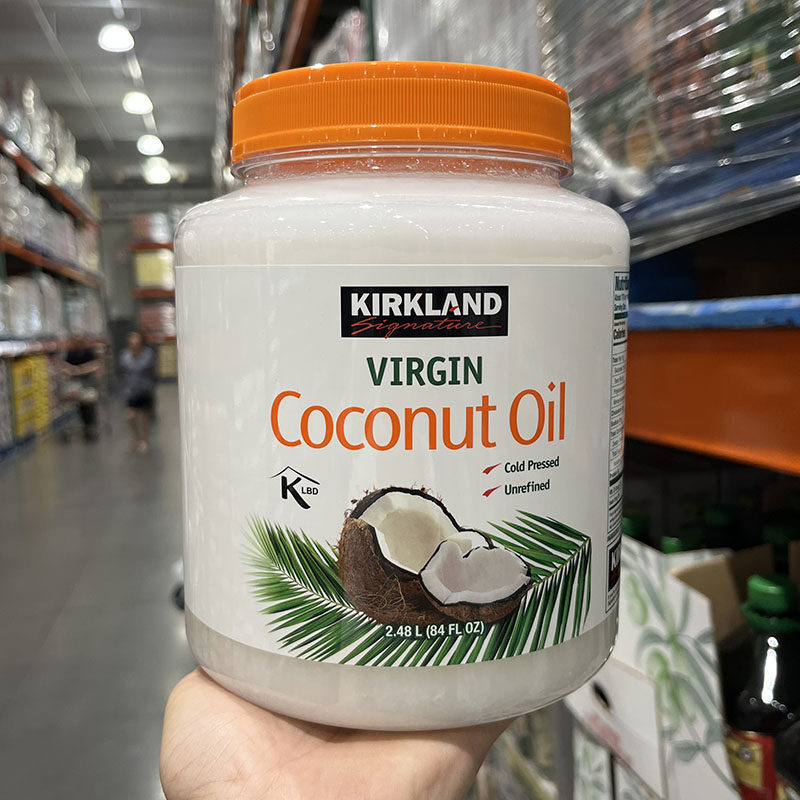 KIRKLAND
Signature
VIRGIN
Coconut Oil
Cold Pressed
Unrefined
K LBD
2.48 L (84 FL OZ)